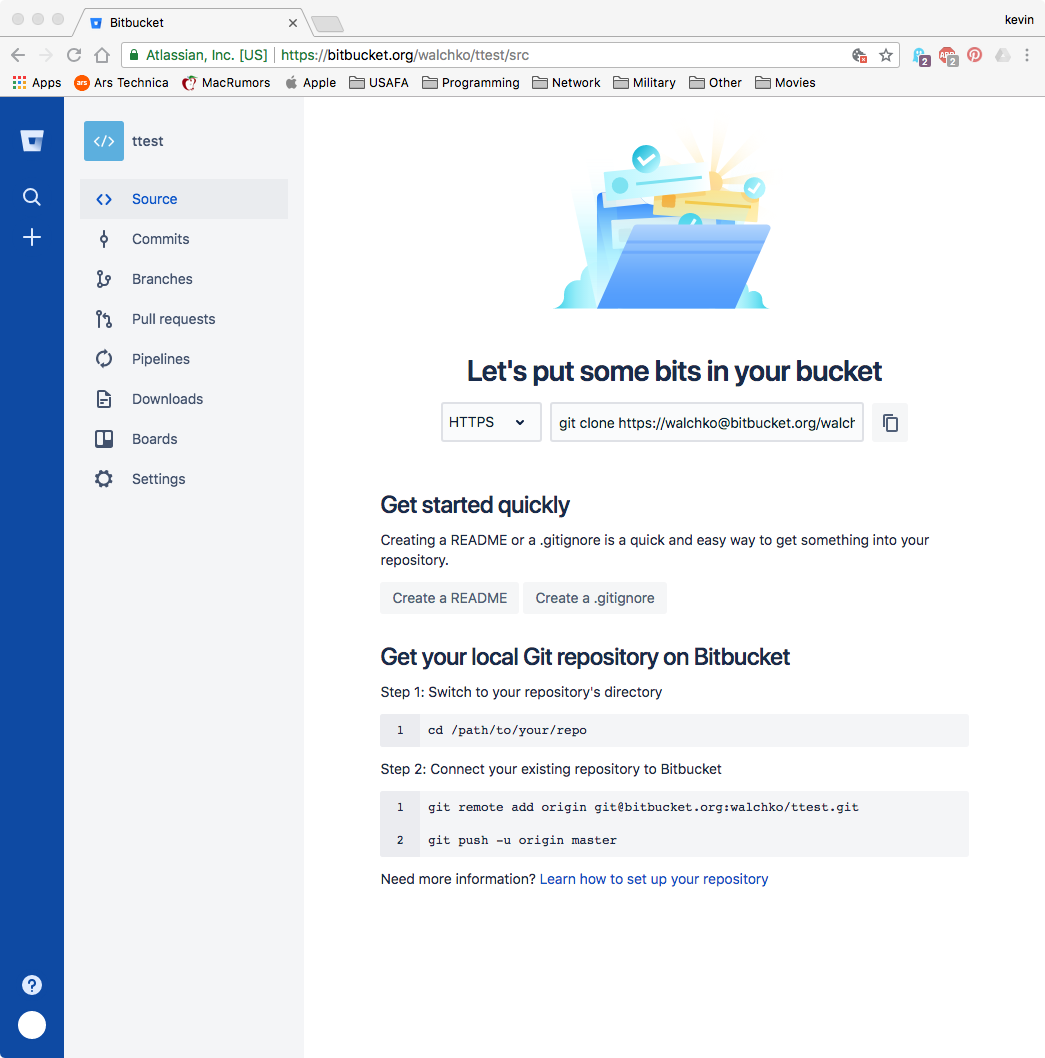 Bitbucket
kevin
Atlassian, Inc. [US] https://bitbucket.org/walchko/ttest/src
2
ABP
2
Apps
ars
Ars Technica
MacRumors
Apple
USAFA
Programming
Network
Military
Other
Movies
</>
ttest
Source
Commits
Branches
Pull requests
Pipelines
Downloads
Boards
Settings
Let's put some bits in your bucket
HTTPS
git clone https://walchko@bitbucket.org/walch
Get started quickly
Creating a README or a .gitignore is a quick and easy way to get something into your
repository.
Create a README
Create a .gitignore
Get your local Git repository on Bitbucket
Step 1: Switch to your repository's directory
1 cd /path/to/your/repo
Step 2: Connect your existing repository to Bitbucket
1 git remote add origin git@bitbucket.org:walchko/ttest.git
2 git push -u origin master
Need more information? Learn how to set up your repository
?